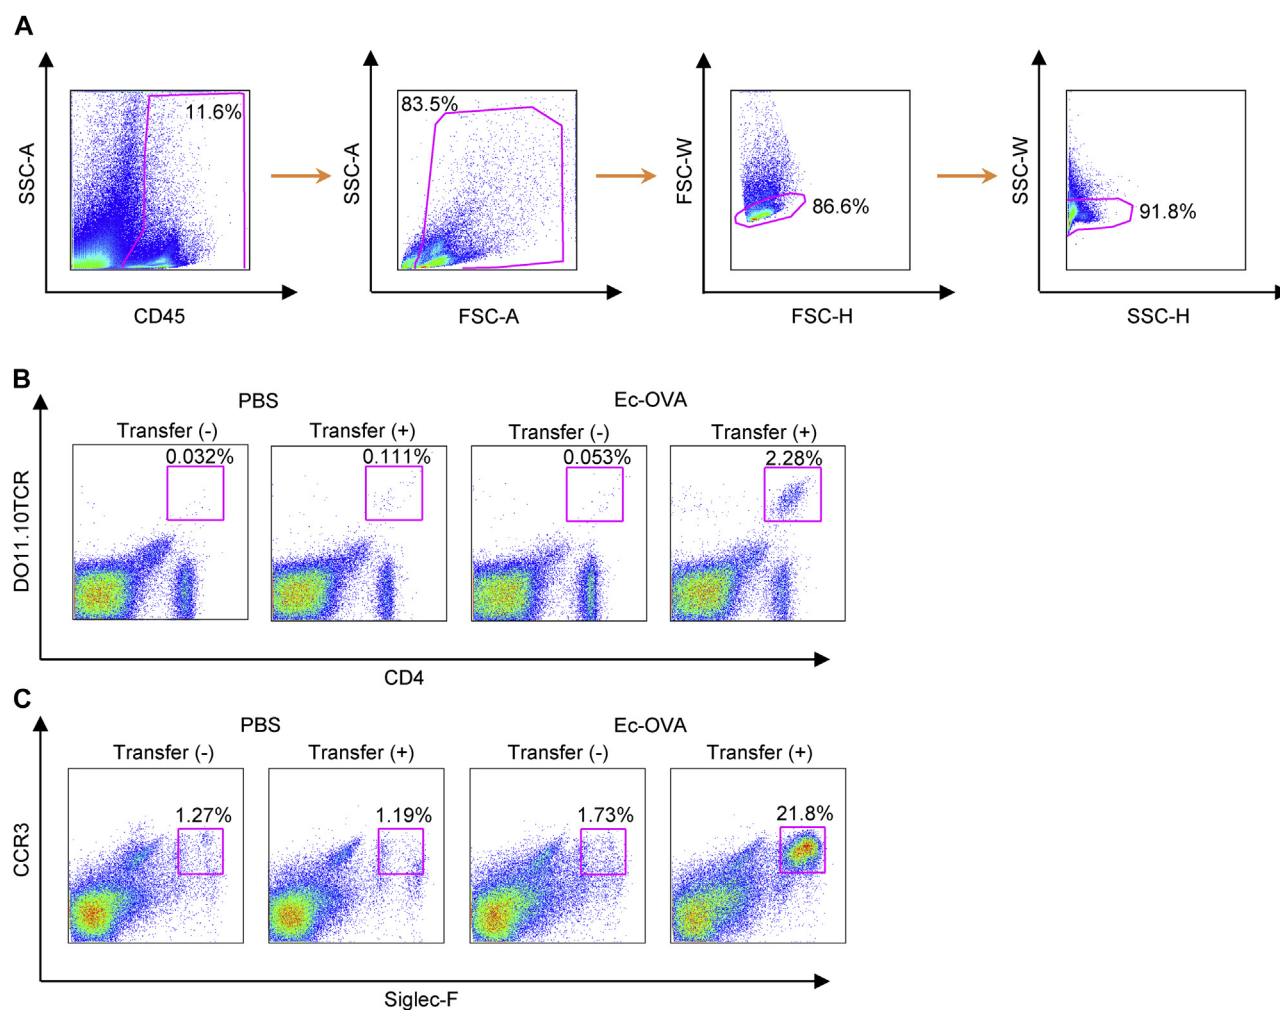 A
SSC-A
11.6%
CD45
SSC-A
83.5%
FSC-A
FSC-W
86.6%
FSC-H
SSC-W
91.8%
SSC-H
B
PBS
Ec-OVA
Transfer (-)
Transfer (+)
Transfer (-)
Transfer (+)
DO11.10TCR
0.032%
0.111%
0.053%
2.28%
CD4
C
PBS
Ec-OVA
Transfer (-)
Transfer (+)
Transfer (-)
Transfer (+)
CCR3
1.27%
1.19%
1.73%
21.8%
Siglec-F